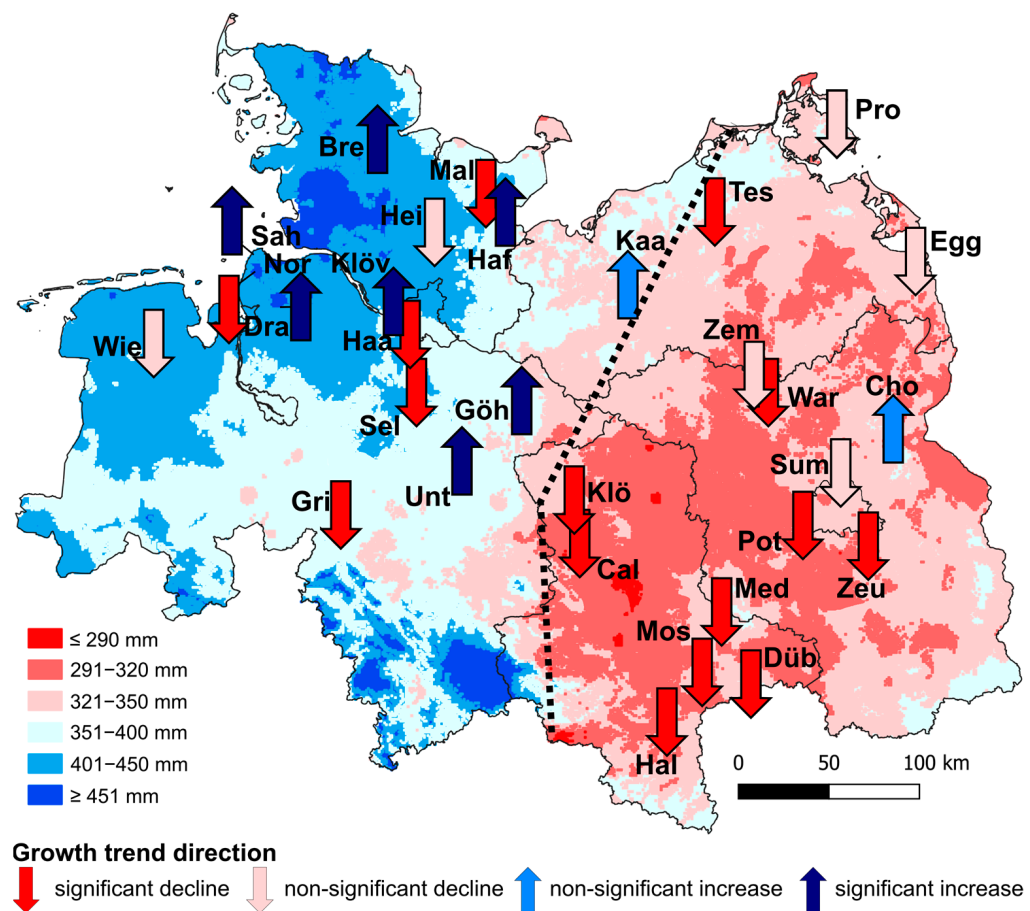 Pro
Bre
Mal
Tes
Hei
Sah
Kaa
Egg
Nor
Klöv
Haf
Dra
Zem
Wie
Haa
War
Cho
Göh
Sel
Sum
Gri
Unt
Klö
Pot
Cal
Med
Zeu
Mos
Düb
Hal
≤ 290 mm
291–320 mm
321–350 mm
351–400 mm
401–450 mm
≥ 451 mm
0 50 100 km
Growth trend direction
significant decline non-significant decline non-significant increase significant increase